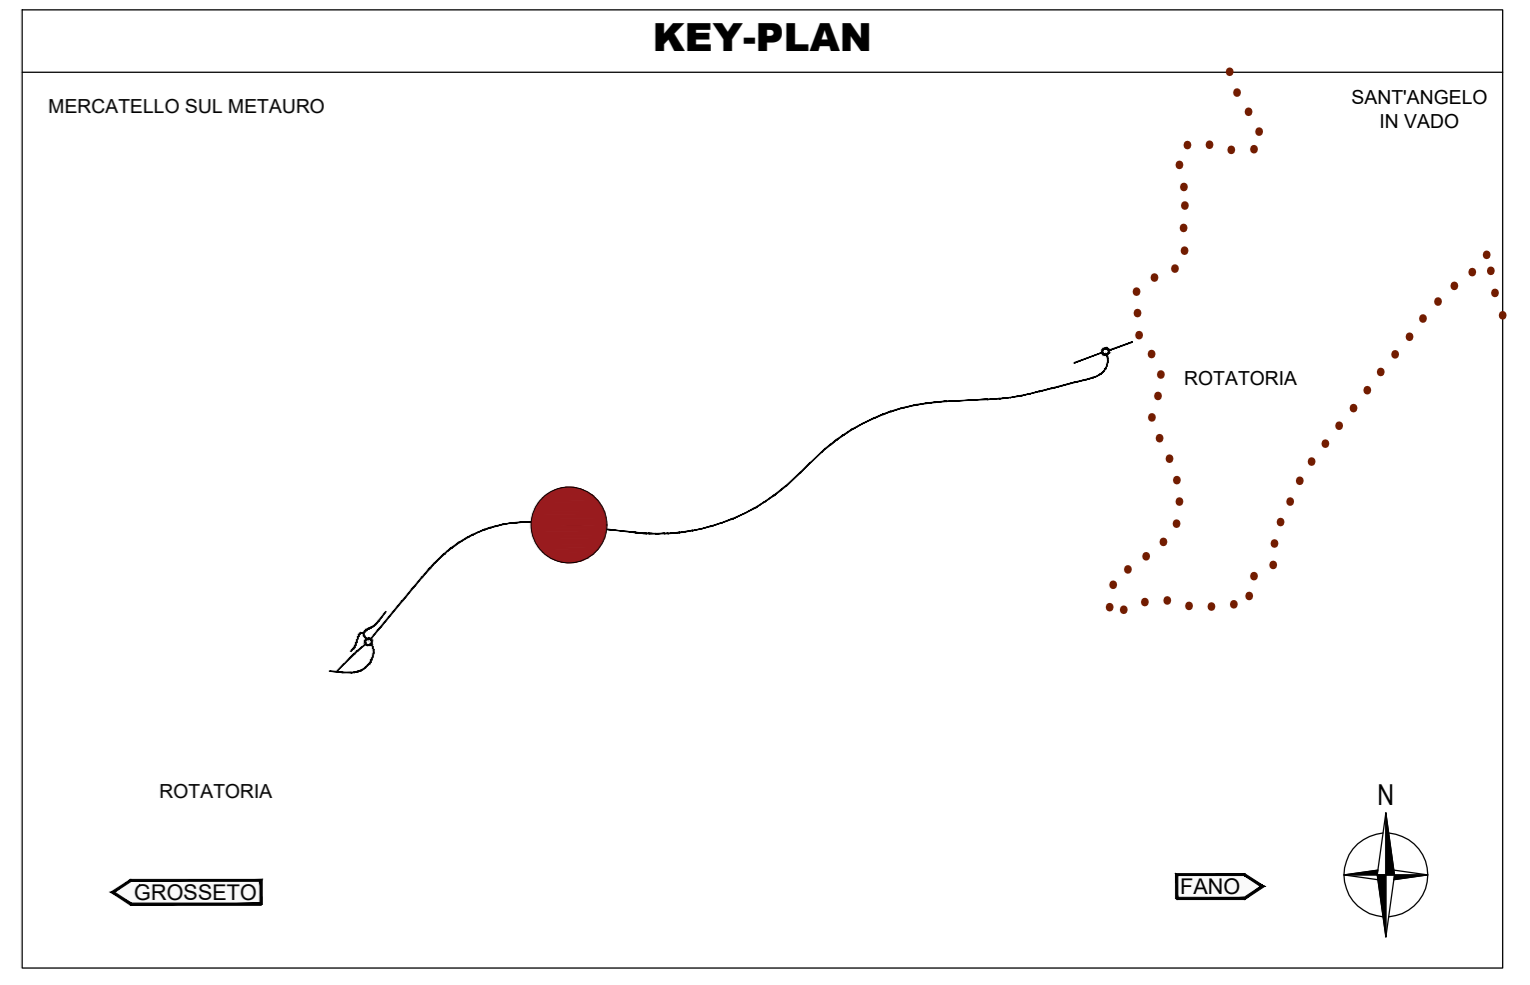 KEY-PLAN
MERCATELLO SUL METAURO
SANT'ANGELO
IN VADO
ROTATORIA
ROTATORIA
N
GROSSETO
FANO